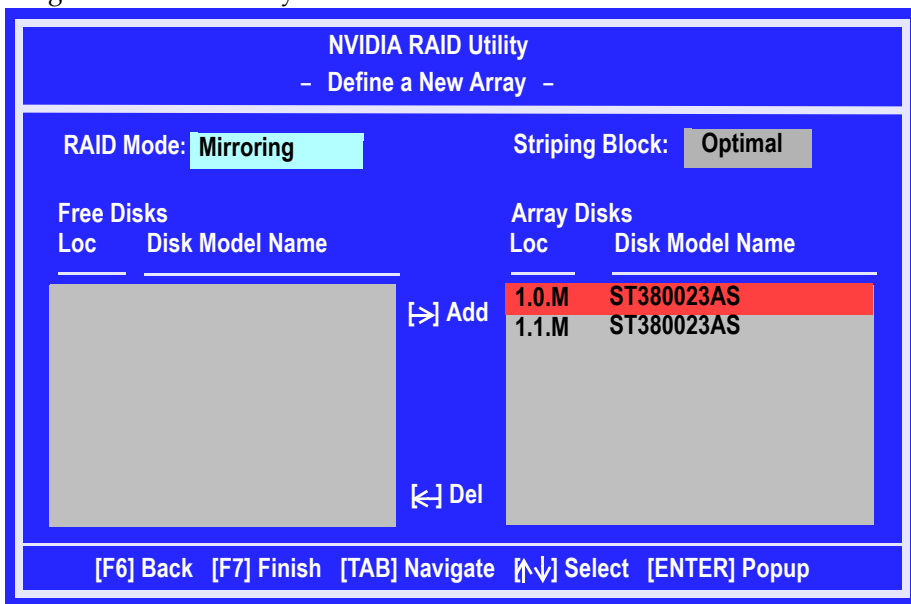 NVIDIA RAID Utility
– Define a New Array –
RAID Mode: Mirroring
Striping Block: Optimal
Free Disks
Loc Disk Model Name
Array Disks
Loc Disk Model Name
[→] Add
1.0.M ST380023AS
1.1.M ST380023AS
[←] Del
[F6] Back [F7] Finish [TAB] Navigate [↑↓] Select [ENTER] Popup